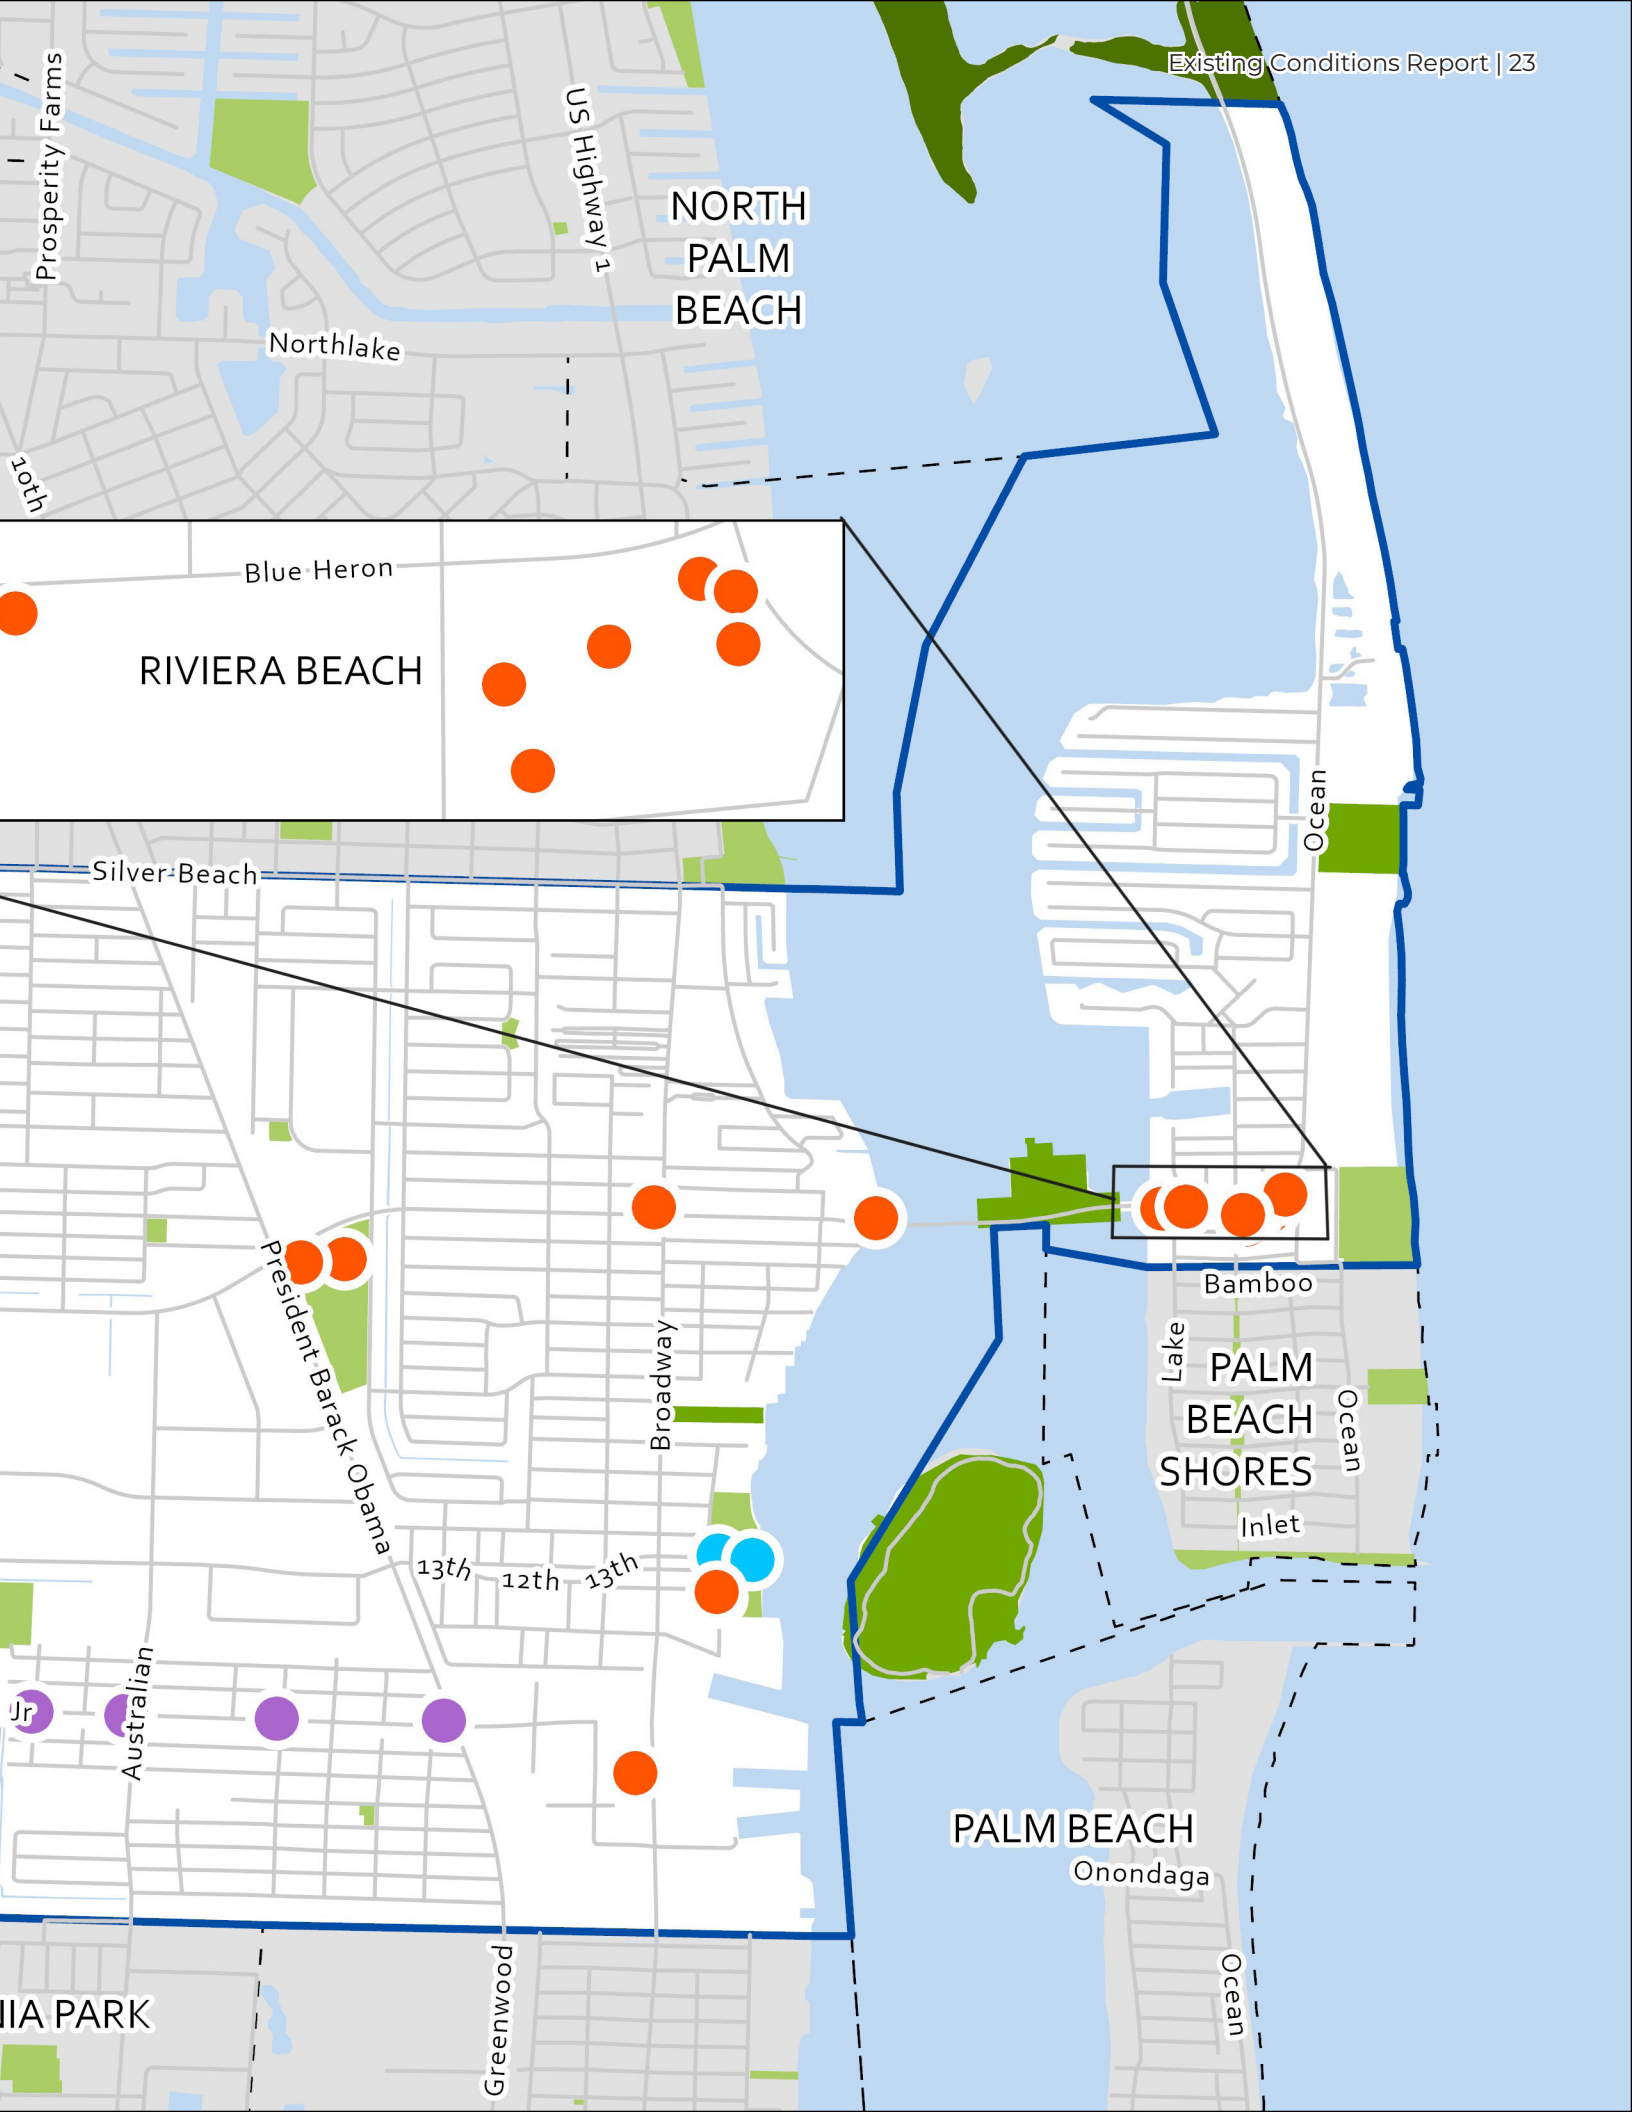 Existing Conditions Report | 23
Prosperity Farms
US Highway 1
NORTH
PALM
BEACH
Northlake
10th
Blue Heron
RIVIERA BEACH
Ocean
Silver Beach
President Barack Obama
Broadway
Bamboo
Lake
PALM
BEACH
SHORES
Ocean
Inlet
13th
12th
13th
Jr
Australian
PALM BEACH
Onondaga
Ocean
Greenwood
NIA PARK